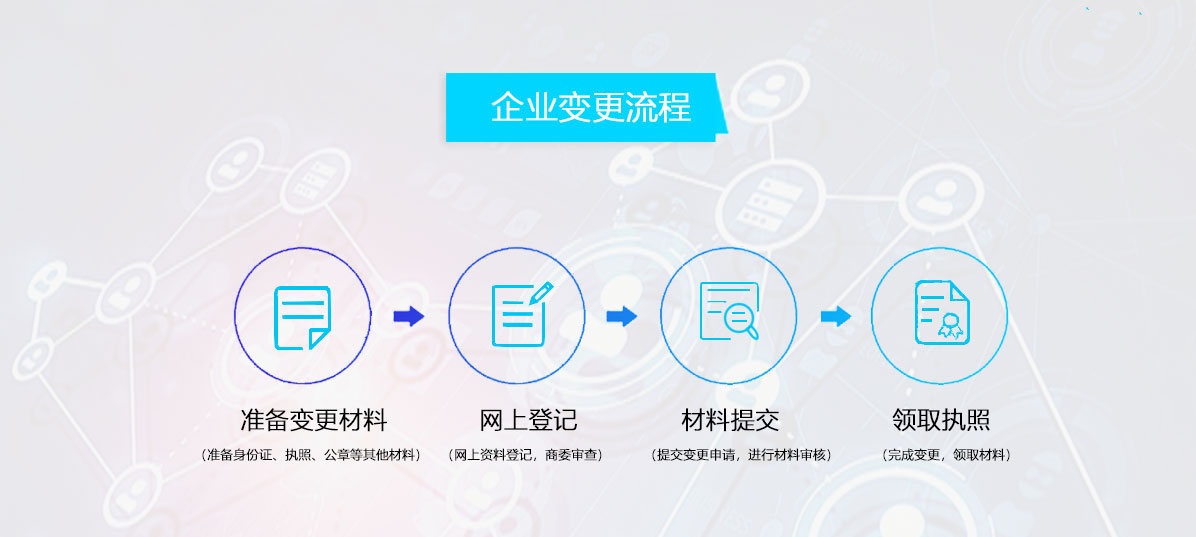 企业变更流程
准备变更材料
（准备身份证、执照、公章等其他材料）
网上登记
（网上资料登记，商委审查）
材料提交
（提交变更申请，进行材料审核）
领取执照
（完成变更，领取材料）